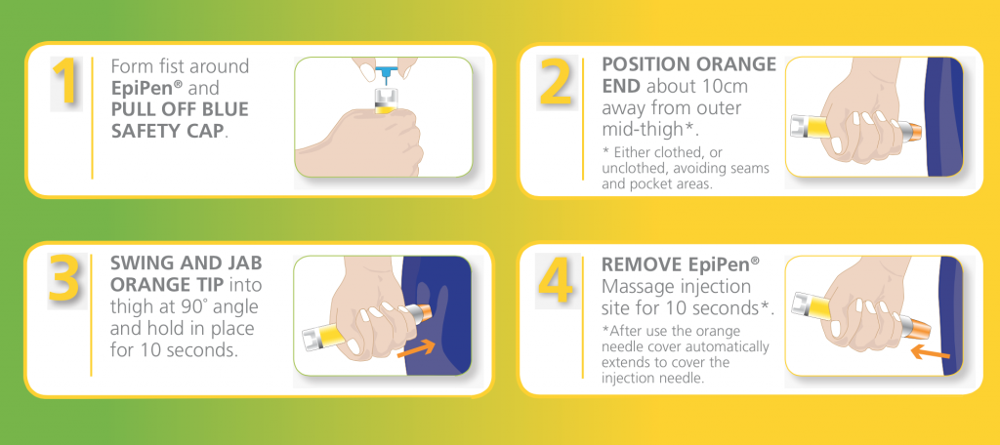 1
Form fist around
EpiPen® and
PULL OFF BLUE
SAFETY CAP.
2
POSITION ORANGE
END about 10cm
away from outer
mid-thigh*.
* Either clothed, or
unclothed, avoiding seams
and pocket areas.
3
SWING AND JAB
ORANGE TIP into
thigh at 90˚ angle
and hold in place
for 10 seconds.
4
REMOVE EpiPen®
Massage injection
site for 10 seconds*.
*After use the orange
needle cover automatically
extends to cover the
injection needle.